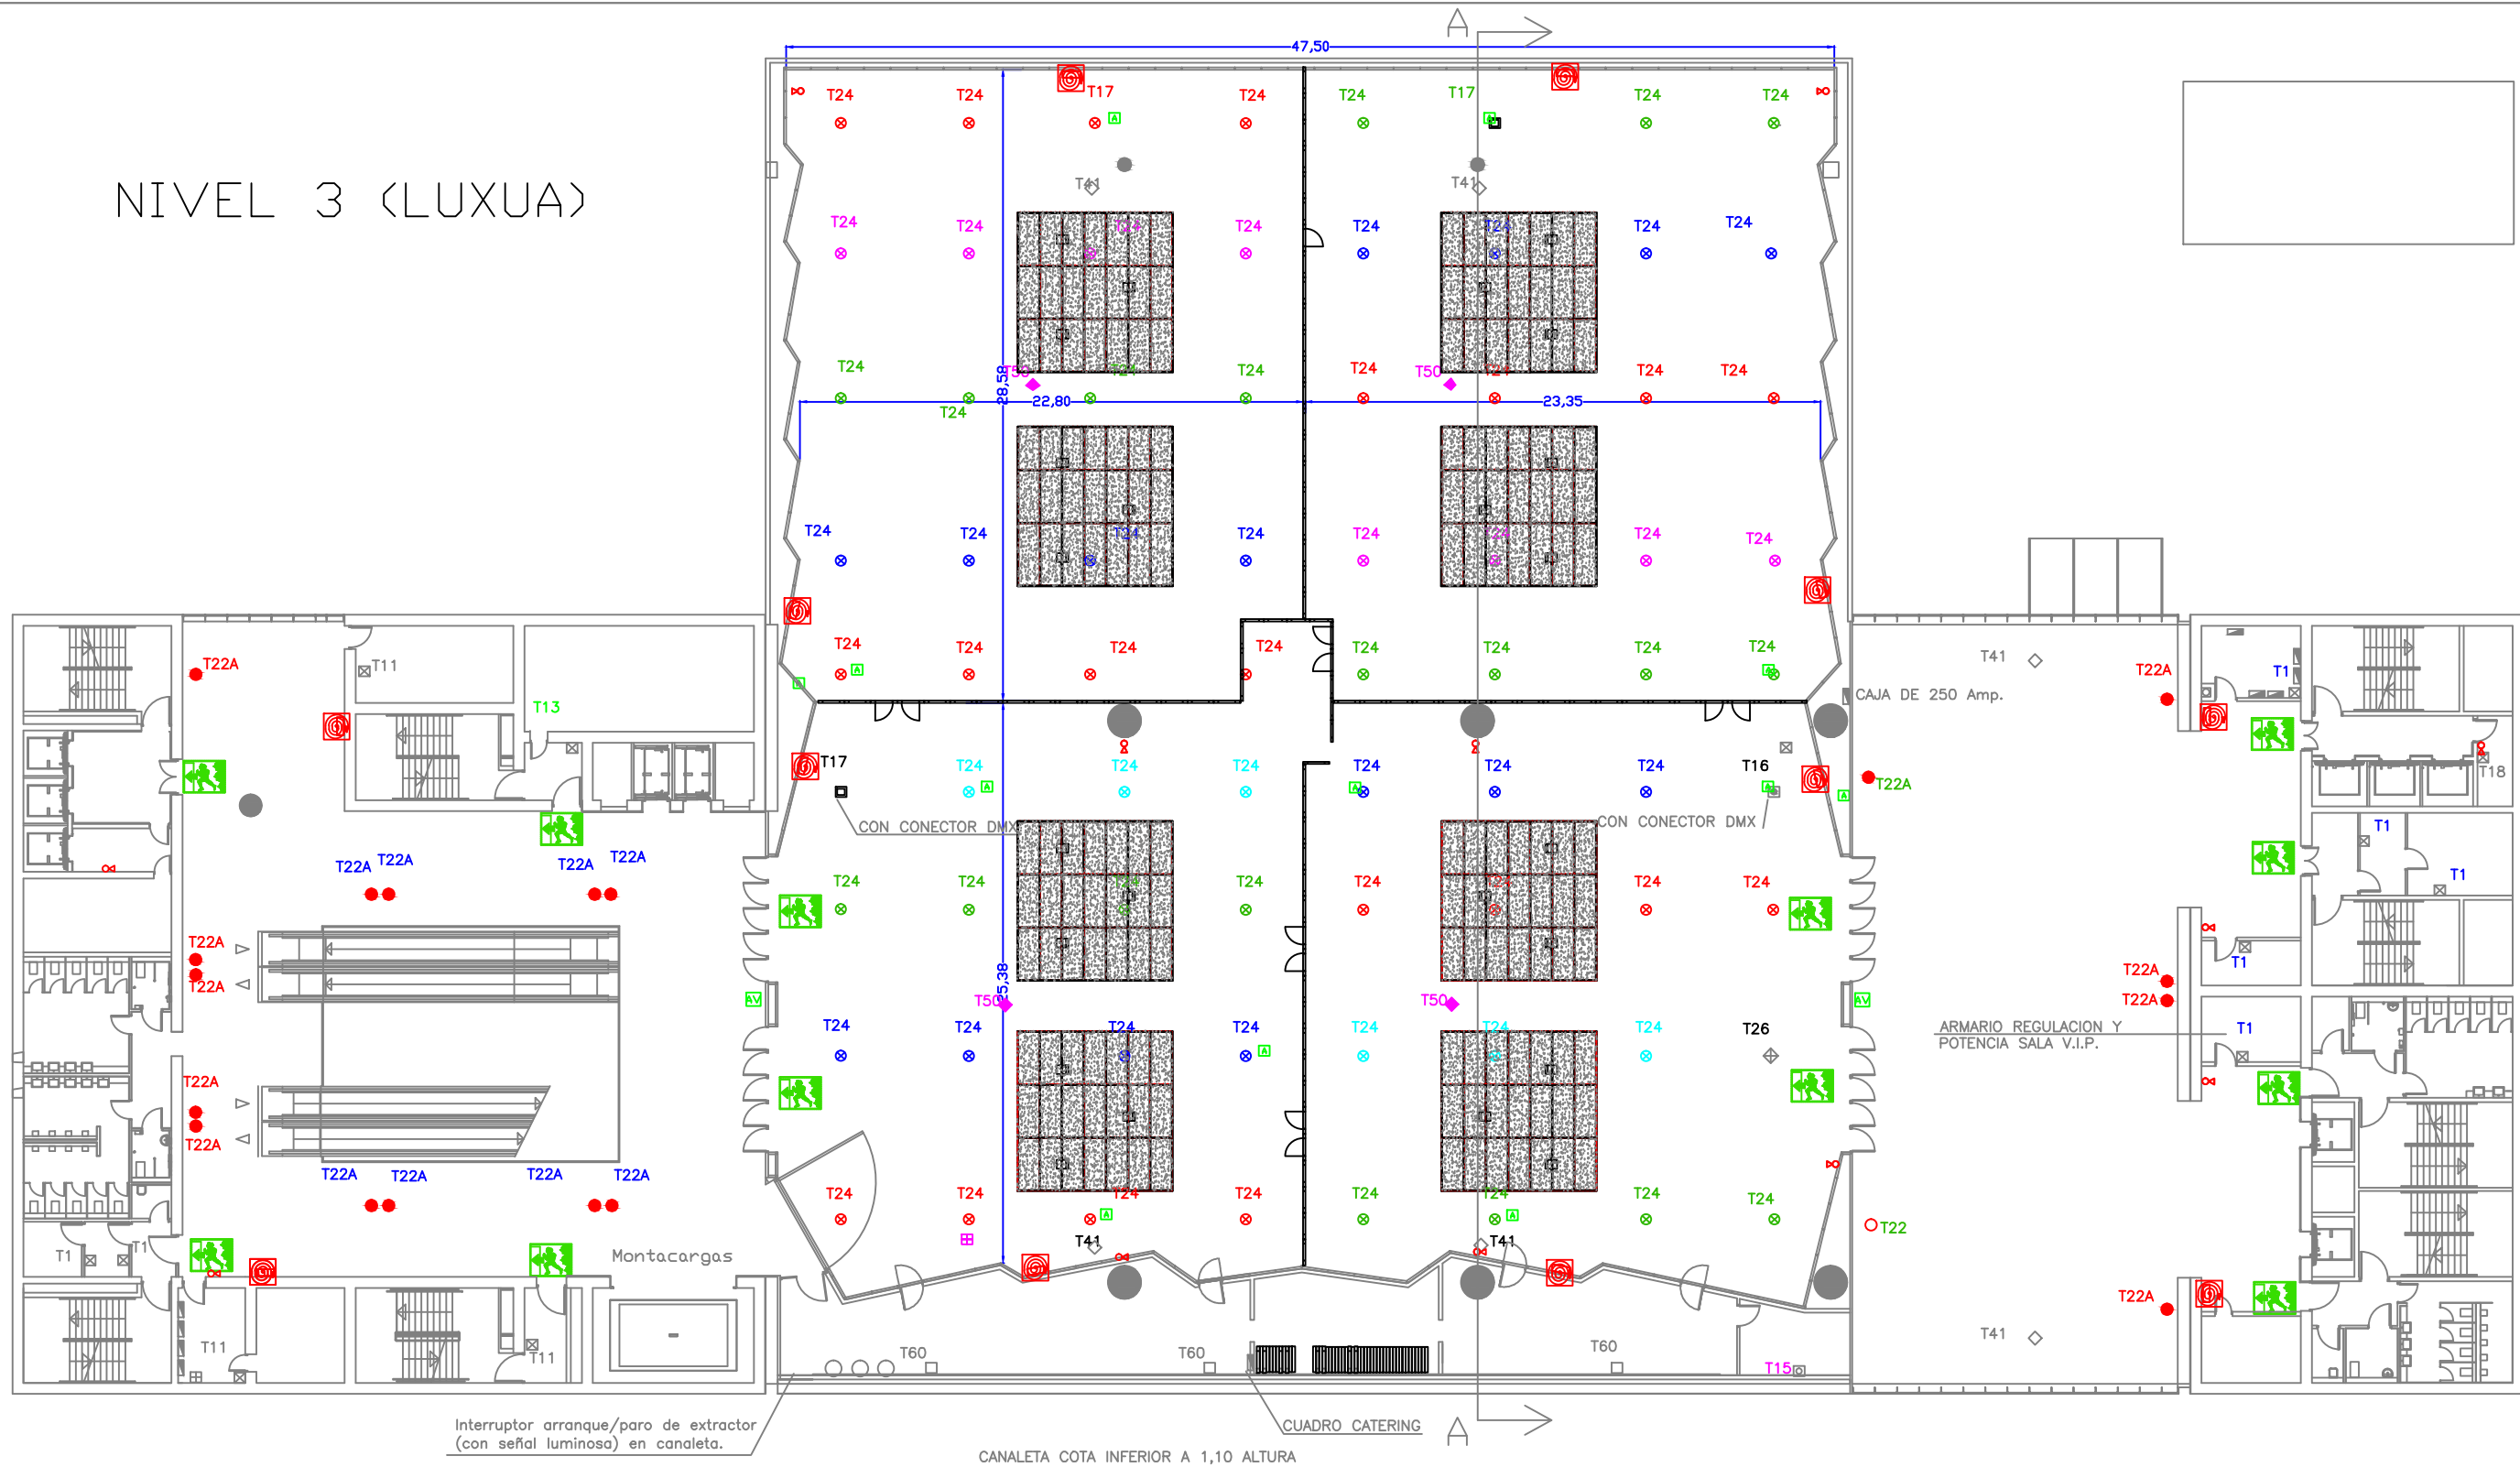 A
47,50
T24 T24 T17 T24 T24 T17 T24 T24
A A
NIVEL 3 (LUXUA)
T41 T41
T24 T24 T24 T24 T24 T24 T24 T24
T24 T24 T24 T24 T24 T24 T24
T50 T50
28,58
22,80 23,35
T24
T24 T24 T24 T24 T24 T24 T24
T24 T24 T24 T24 T24 T24 T24
T22A T11 T41 T22A T1
A A
CAJA DE 250 Amp.
T13
T17 T24 T24 T24 T24 T24 T24 T16
T18
A A A A T22A
CON CONECTOR DMX CON CONECTOR DMX
T1
T22A T22A T22A T22A
T24 T24 T24 T24 T24 T24 T24 T24 T1
T22A
T22A
T1
T22A
T22A
25,38
AV T50 T50 AV
T24 T24 T24 T24 T24 T24 T24 T26 T1
ARMARIO REGULACION Y
POTENCIA SALA V.I.P.
A
T22A
T22A
T22A T22A T22A T22A
T24 T24 T24 T24 T24 T24 T24 T24
A A
T22
T1 T1 Montacargas T41 T41
T22A
T11 T11 T60 T60 T60 T15 T41
Interruptor arranque/paro de extractor
(con señal luminosa) en canaleta.
CUADRO CATERING
A
CANALETA COTA INFERIOR A 1,10 ALTURA